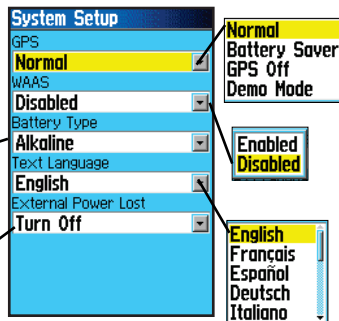 System Setup
GPS
Normal
WAAS
Disabled
Battery Type
Alkaline
Text Language
English
External Power Lost
Turn Off
Normal
Battery Saver
GPS Off
Demo Mode
Enabled
Disabled
English
Français
Español
Deutsch
Italiano